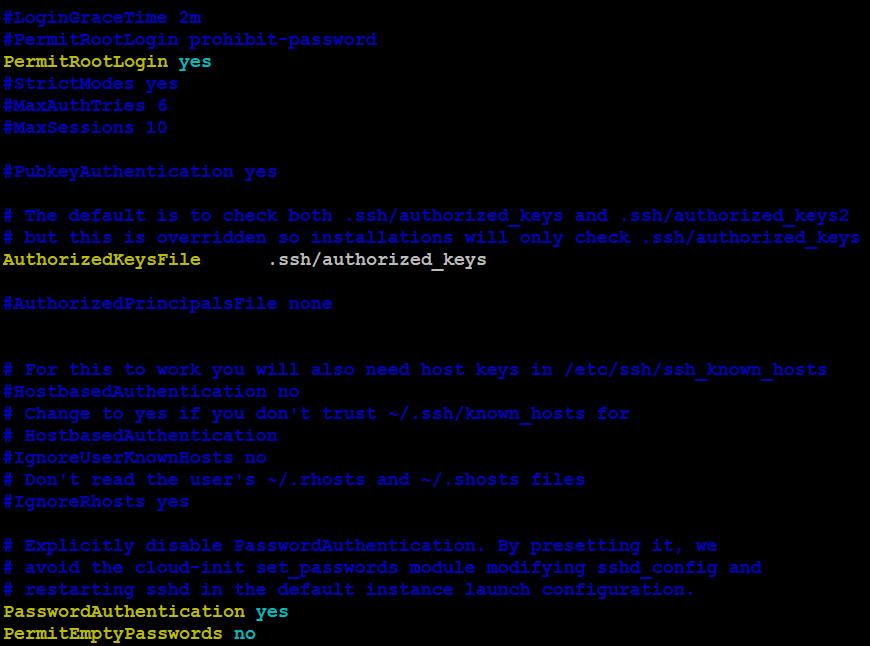 #LoginGraceTime 2m
#PermitRootLogin prohibit-password
PermitRootLogin yes
#StrictModes yes
#MaxAuthTries 6
#MaxSessions 10
#PubkeyAuthentication yes
# The default is to check both .ssh/authorized_keys and .ssh/authorized_keys2
# but this is overridden so installations will only check .ssh/authorized_keys
AuthorizedKeysFile      .ssh/authorized_keys
#AuthorizedPrincipalsFile none
# For this to work you will also need host keys in /etc/ssh/ssh_known_hosts
#HostbasedAuthentication no
# Change to yes if you don't trust ~/.ssh/known_hosts for
# HostbasedAuthentication
#IgnoreUserKnownHosts no
# Don't read the user's ~/.rhosts and ~/.shosts files
#IgnoreRhosts yes
# Explicitly disable PasswordAuthentication. By presetting it, we
# avoid the cloud-init set_passwords module modifying sshd_config and
# restarting sshd in the default instance launch configuration.
PasswordAuthentication yes
PermitEmptyPasswords no